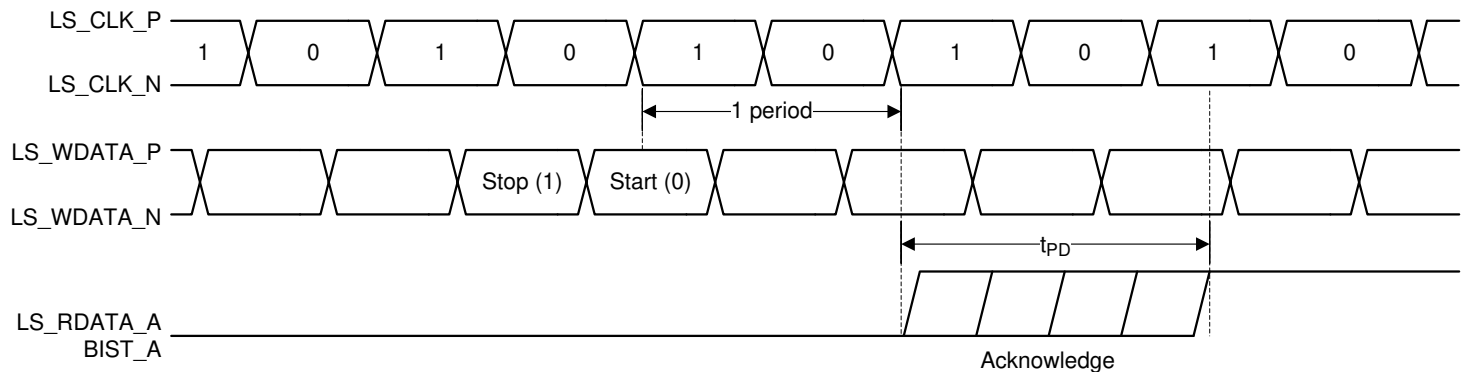 LS_CLK_P
1 0 1 0 1 0 1 0 1 0
LS_CLK_N
1 period
LS_WDATA_P
Stop (1) Start (0)
LS_WDATA_N
tPD
LS_RDATA_A
BIST_A
Acknowledge